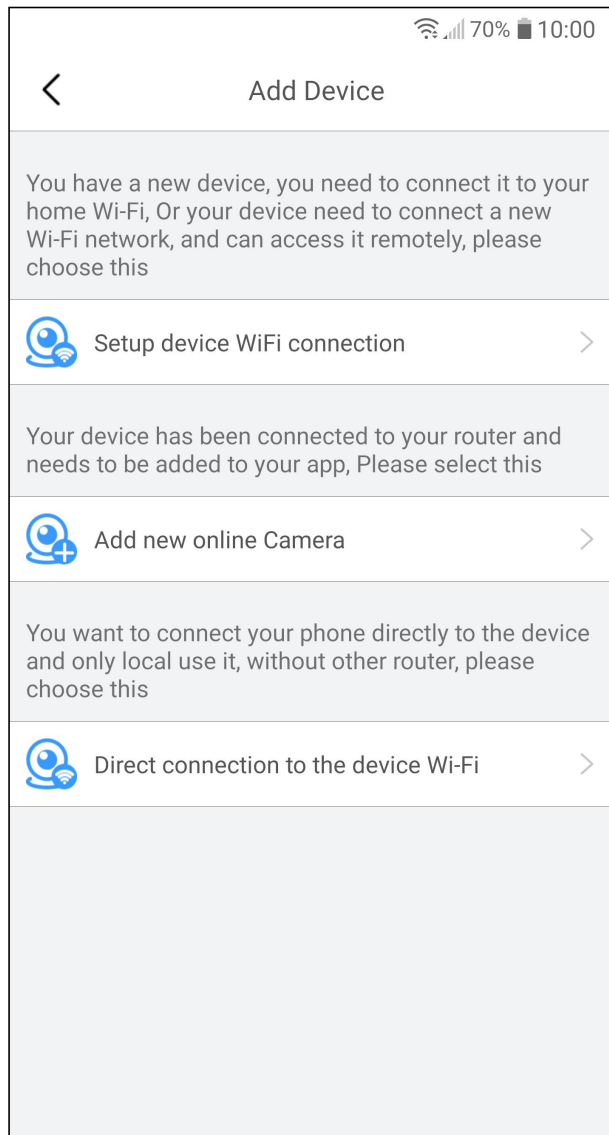 70% 10:00
Add Device
You have a new device, you need to connect it to your
home Wi-Fi, Or your device need to connect a new
Wi-Fi network, and can access it remotely, please
choose this
Setup device WiFi connection
Your device has been connected to your router and
needs to be added to your app, Please select this
Add new online Camera
You want to connect your phone directly to the device
and only local use it, without other router, please
choose this
Direct connection to the device Wi-Fi